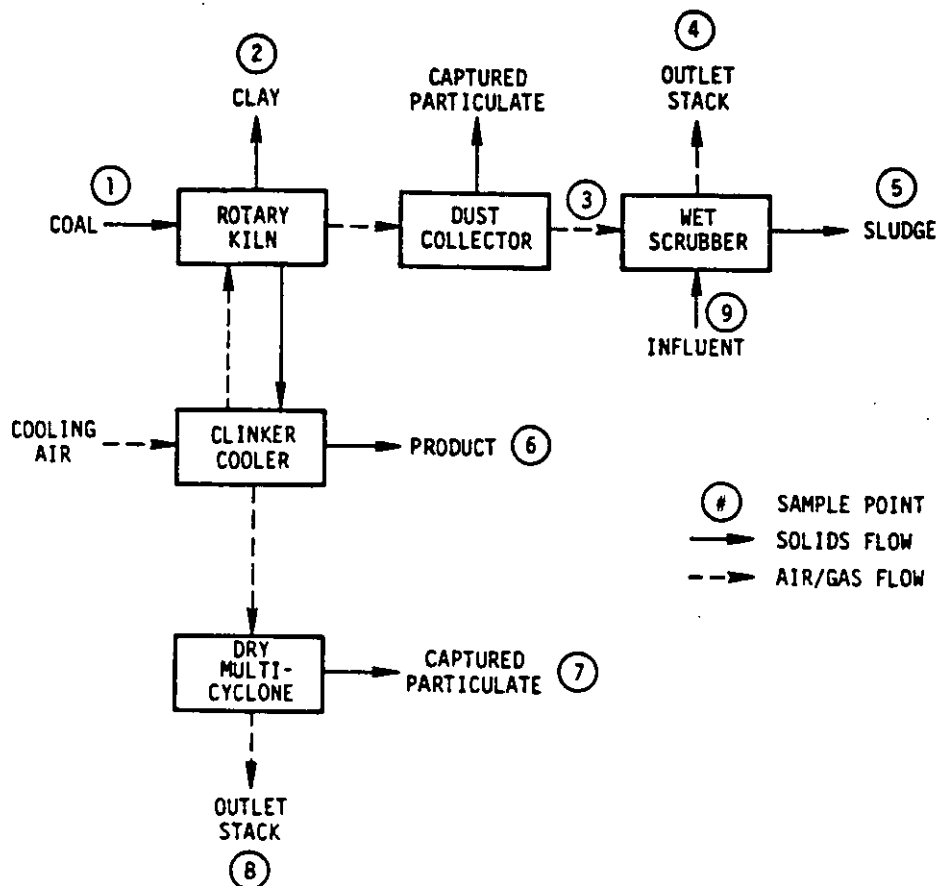 2
CLAY
CAPTURED
PARTICULATE
4
OUTLET
STACK
1
COAL
ROTARY
KILN
DUST
COLLECTOR
3
WET
SCRUBBER
5
SLUDGE
9
INFLUENT
COOLING
AIR
CLINKER
COOLER
PRODUCT 6
# SAMPLE POINT
SOLIDS FLOW
AIR/GAS FLOW
DRY
MULTI-
CYCLONE
CAPTURED
PARTICULATE 7
OUTLET
STACK
8